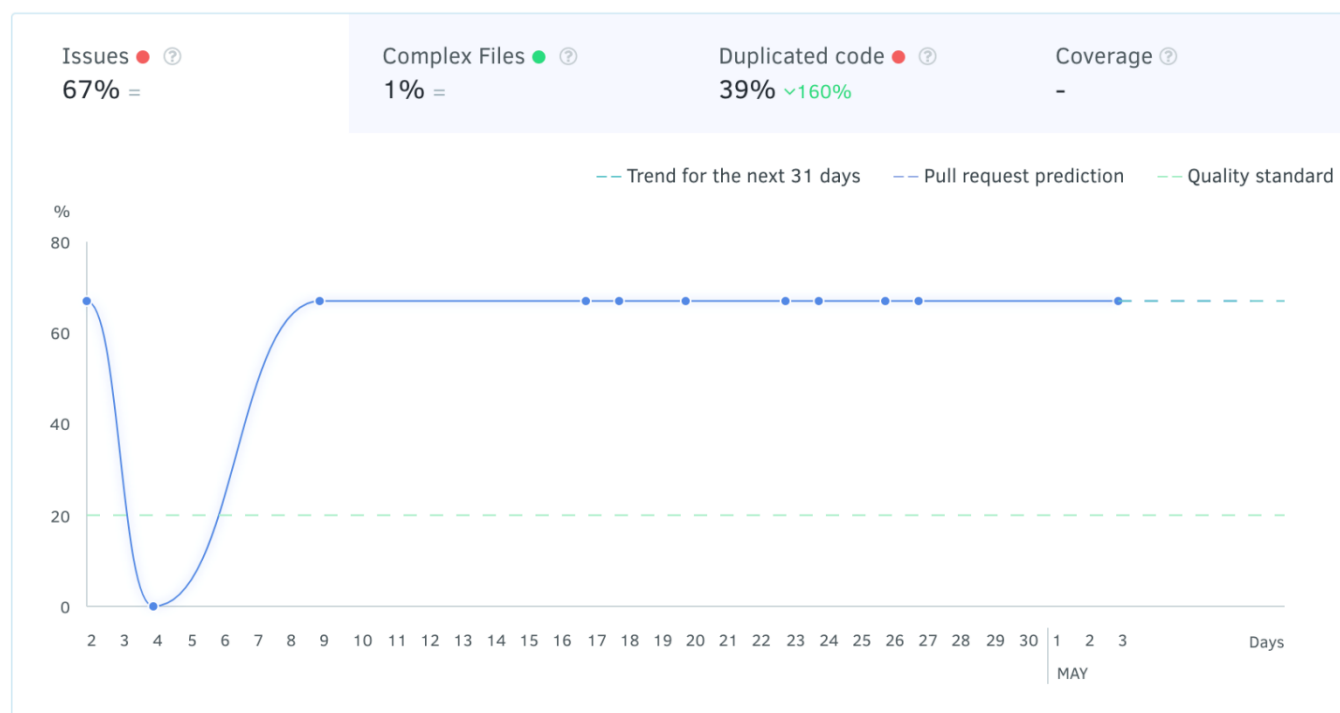 Issues ? Complex Files ? Duplicated code ? Coverage ?
67% = 1% = 39% 160% -
Trend for the next 31 days Pull request prediction Quality standard
%
80
60
40
20
0
2 3 4 5 6 7 8 9 10 11 12 13 14 15 16 17 18 19 20 21 22 23 24 25 26 27 28 29 30 1 2 3 Days
MAY